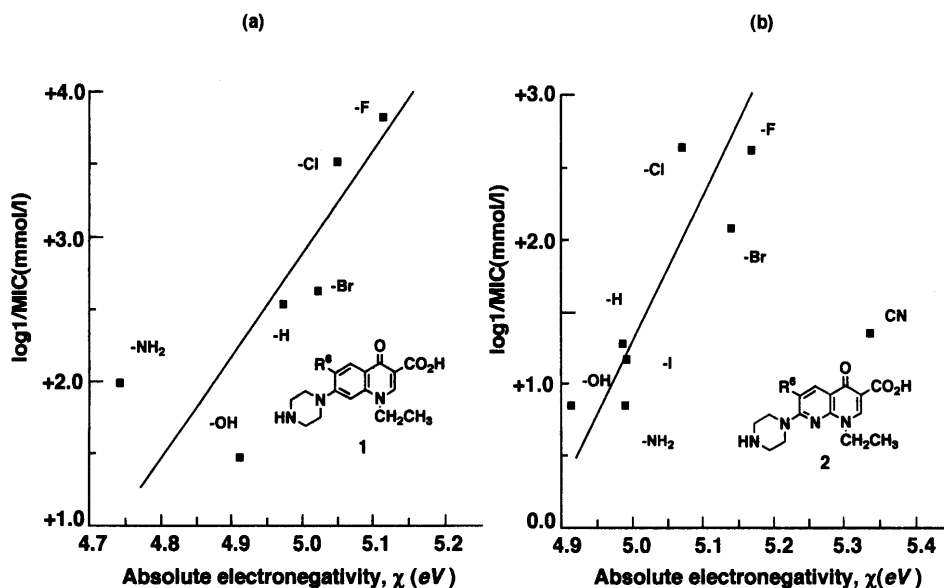 (a)
+4.0
+3.0
+2.0
+1.0
log1/MIC(mmol/l)
-F
-Cl
-Br
-H
-NH₂
-OH
O
R⁶
CO₂H
N
N
HN
CH₂CH₃
1
4.7 4.8 4.9 5.0 5.1 5.2
Absolute electronegativity, χ (eV)
(b)
+3.0
+2.0
+1.0
0.0
log1/MIC(mmol/l)
-F
-Cl
-Br
-H
CN
-I
-OH
-NH₂
O
R⁶
CO₂H
N
N
N
HN
CH₂CH₃
2
4.9 5.0 5.1 5.2 5.3 5.4
Absolute electronegativity, χ(eV)